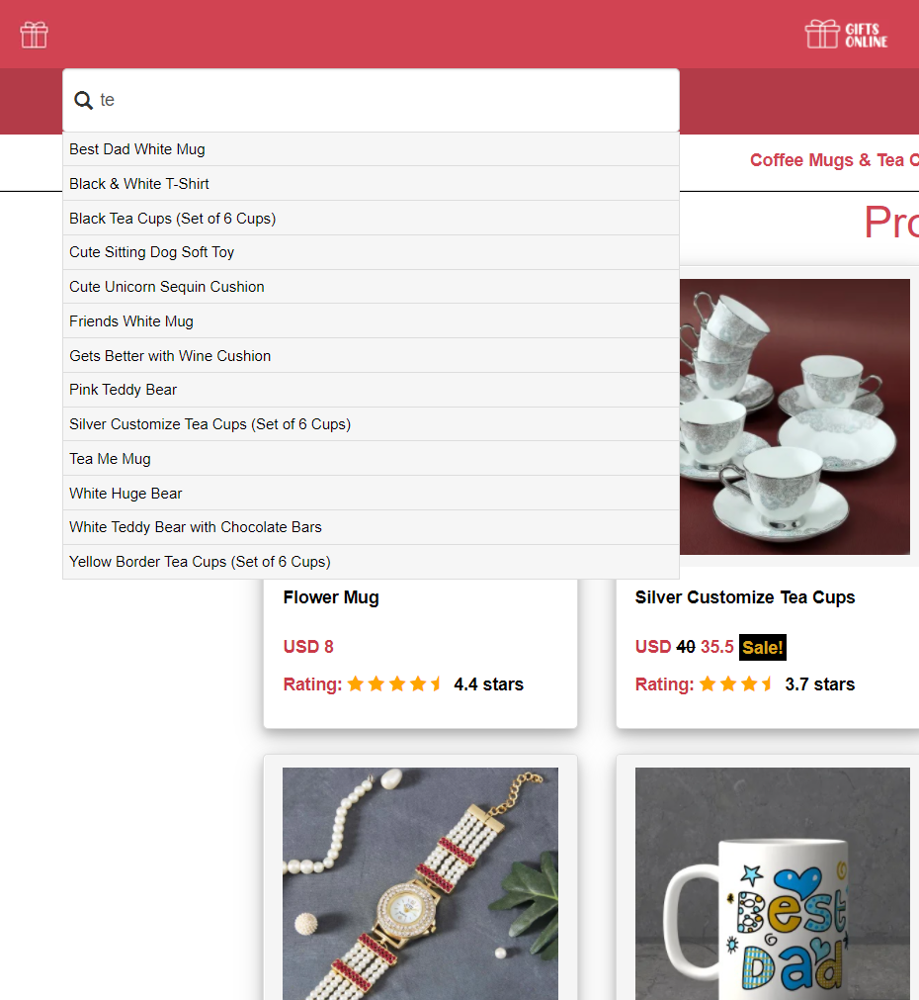 GIFTS
ONLINE
te
Best Dad White Mug
Black & White T-Shirt
Black Tea Cups (Set of 6 Cups)
Cute Sitting Dog Soft Toy
Cute Unicorn Sequin Cushion
Friends White Mug
Gets Better with Wine Cushion
Pink Teddy Bear
Silver Customize Tea Cups (Set of 6 Cups)
Tea Me Mug
White Huge Bear
White Teddy Bear with Chocolate Bars
Yellow Border Tea Cups (Set of 6 Cups)
Coffee Mugs & Tea C
Pro
Flower Mug
USD 8
Rating: 4.4 stars
Silver Customize Tea Cups
USD 40 35.5 Sale!
Rating: 3.7 stars
Best
Dad